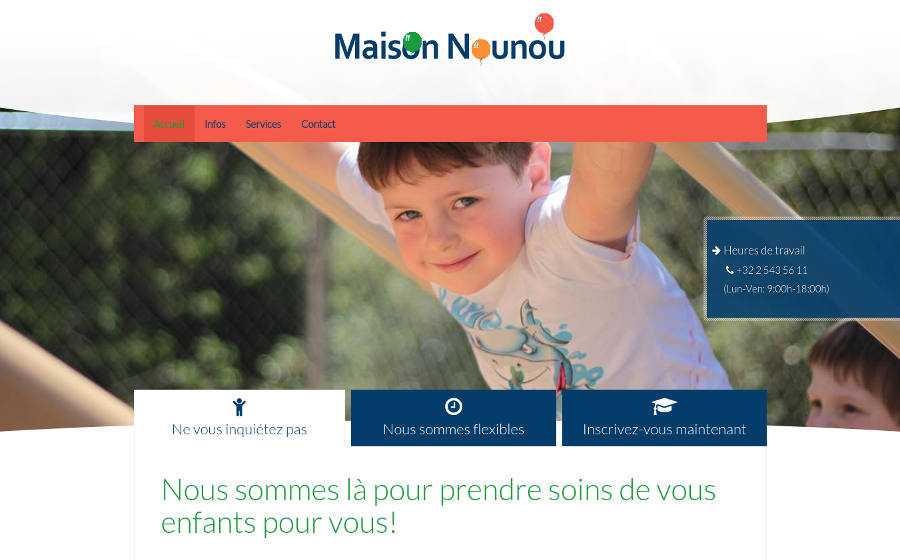 Maison Nounou
Accueil Infos Services Contact
Heures de travail
+32 2 543 56 11
(Lun-Ven: 9:00h-18:00h)
Ne vous inquiétez pas
Nous sommes flexibles
Inscrivez-vous maintenant
Nous sommes là pour prendre soins de vous
enfants pour vous!